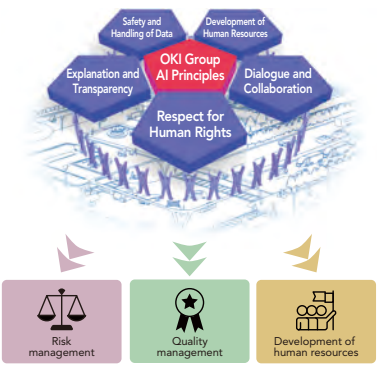 Safety and
Handling of Data
Development of
Human Resources
OKI Group
AI Principles
Explanation and
Transparency
Dialogue and
Collaboration
Respect for
Human Rights
Risk
management
Quality
management
Development of
human resources